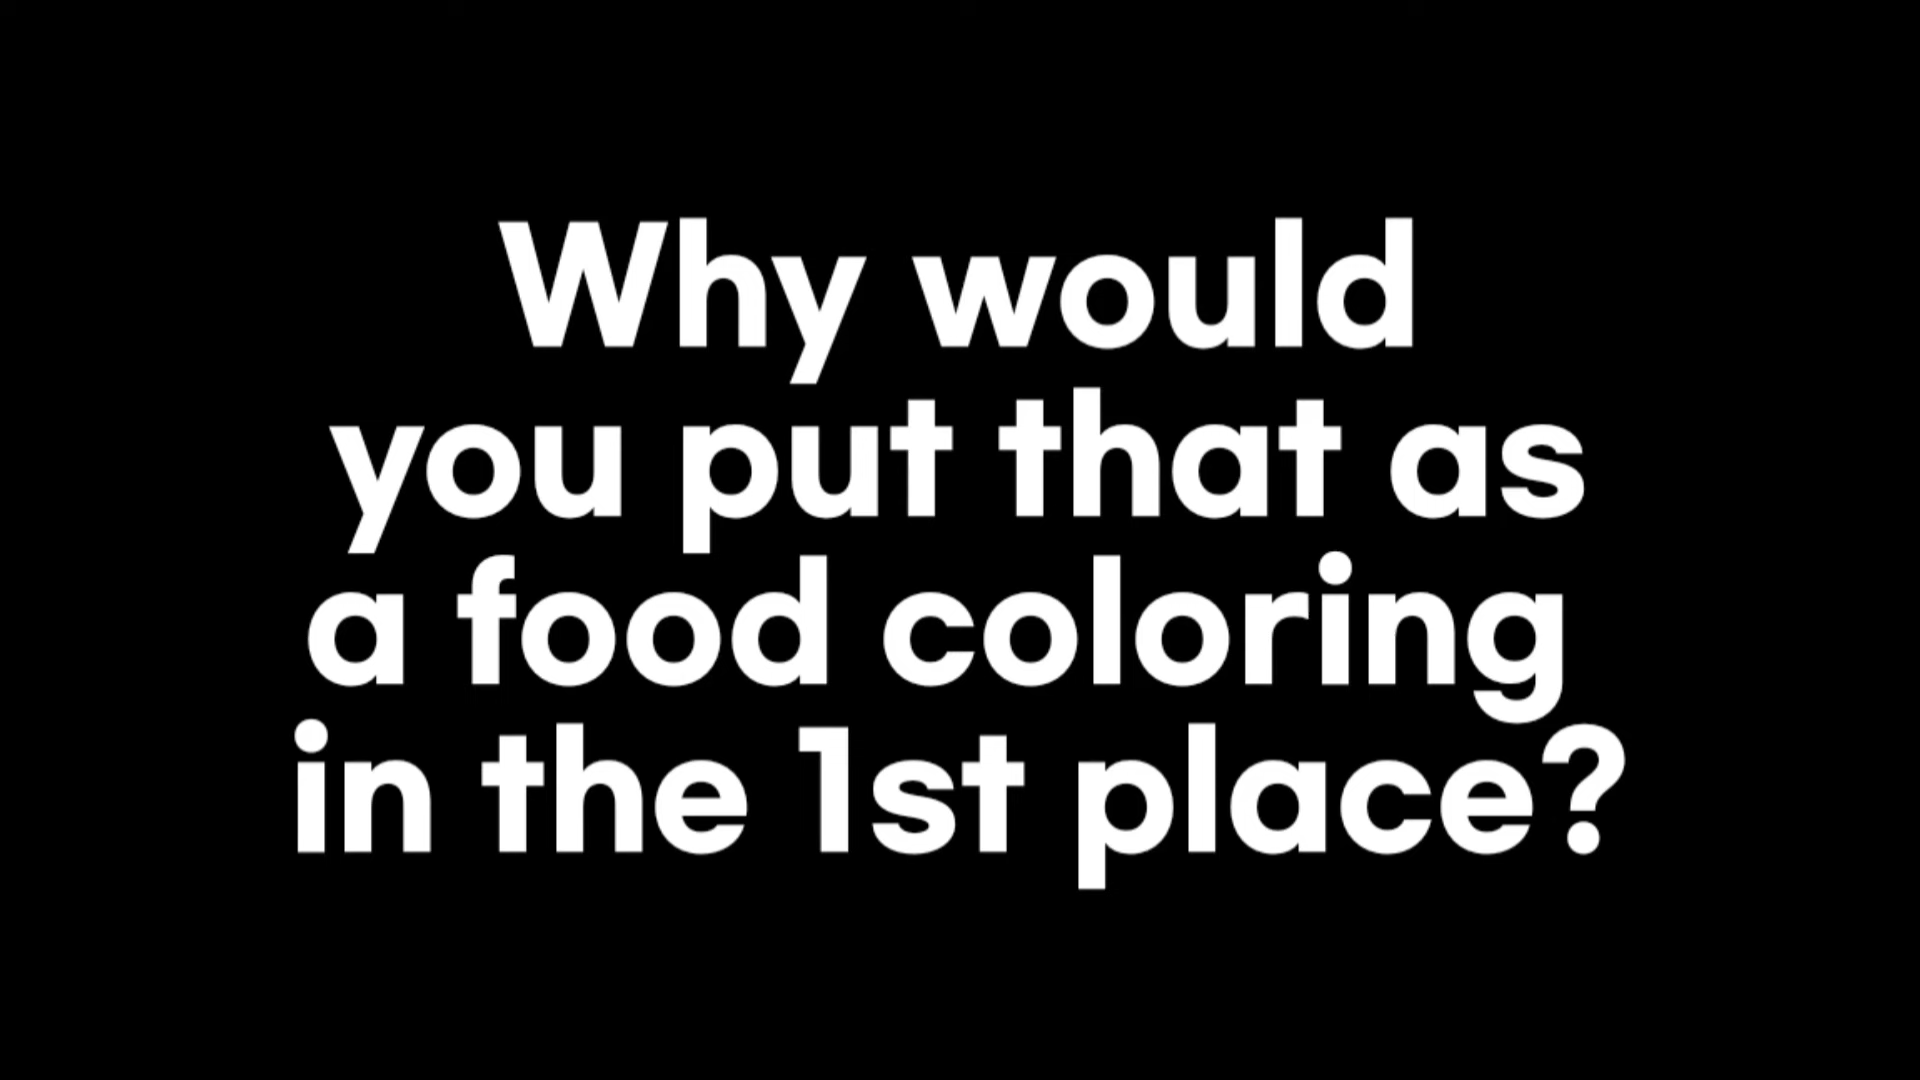 Why would
you put that as
a food coloring
in the 1st place?